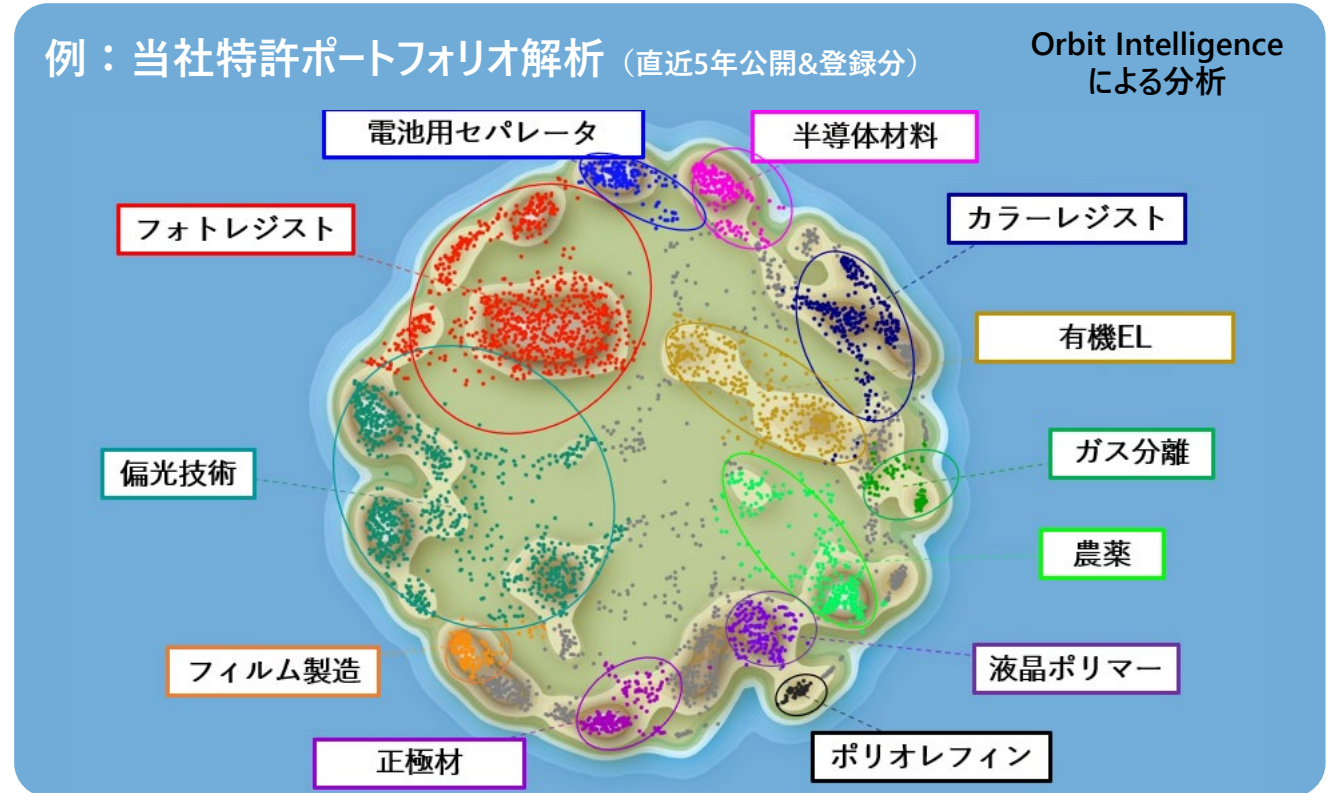 例：当社特許ポートフォリオ解析（直近5年公開&登録分）
Orbit Intelligence
による分析
電池用セパレータ
半導体材料
フォトレジスト
カラーレジスト
有機EL
ガス分離
偏光技術
農薬
フィルム製造
液晶ポリマー
正極材
ポリオレフィン